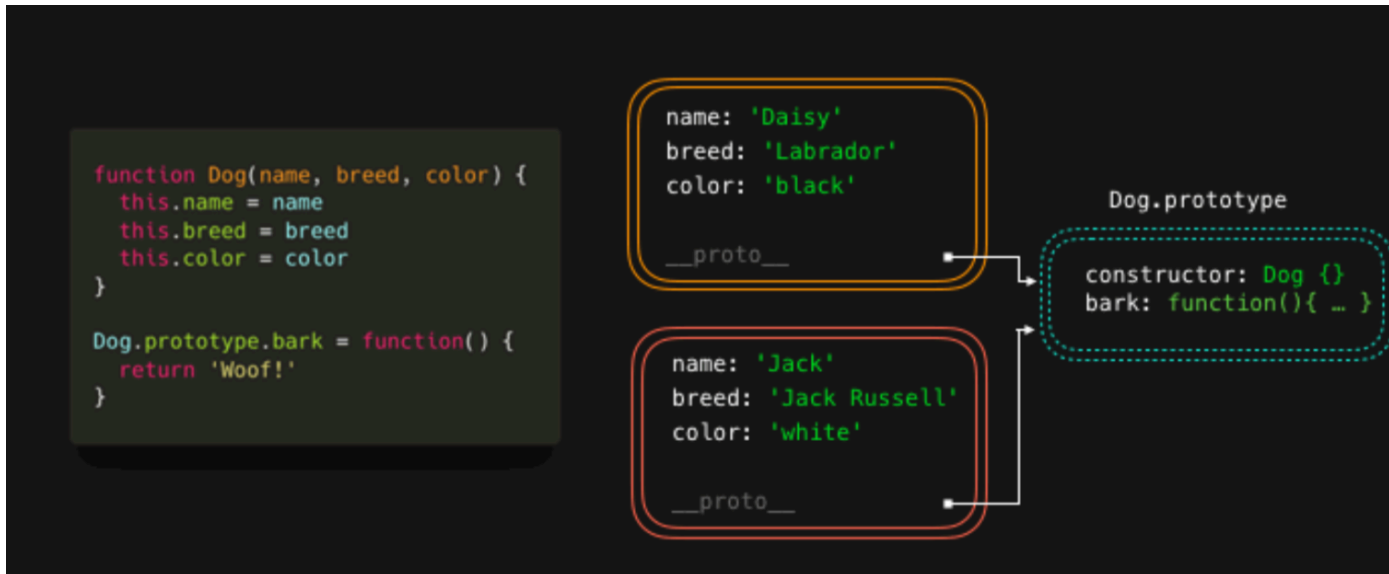 function Dog(name, breed, color) {
this.name = name
this.breed = breed
this.color = color
}
Dog.prototype.bark = function() {
return 'Woof!'
}
name: 'Daisy'
breed: 'Labrador'
color: 'black'
__proto__
name: 'Jack'
breed: 'Jack Russell'
color: 'white'
__proto__
Dog.prototype
constructor: Dog {}
bark: function(){ … }